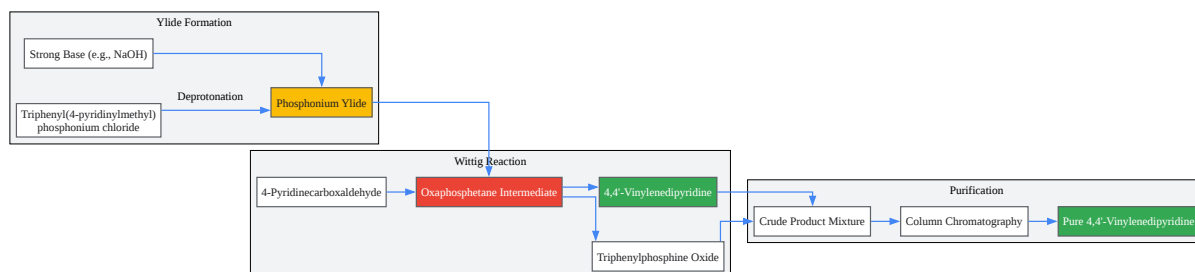 Ylide Formation
Strong Base (e.g., NaOH)
Deprotonation
Triphenyl(4-pyridinylmethyl)
phosphonium chloride
Phosphonium Ylide
Wittig Reaction
4-Pyridinecarboxaldehyde
Oxaphosphetane Intermediate
4,4'-Vinylenedipyridine
Triphenylphosphine Oxide
Purification
Crude Product Mixture
Column Chromatography
Pure 4,4'-Vinylenedipyridine